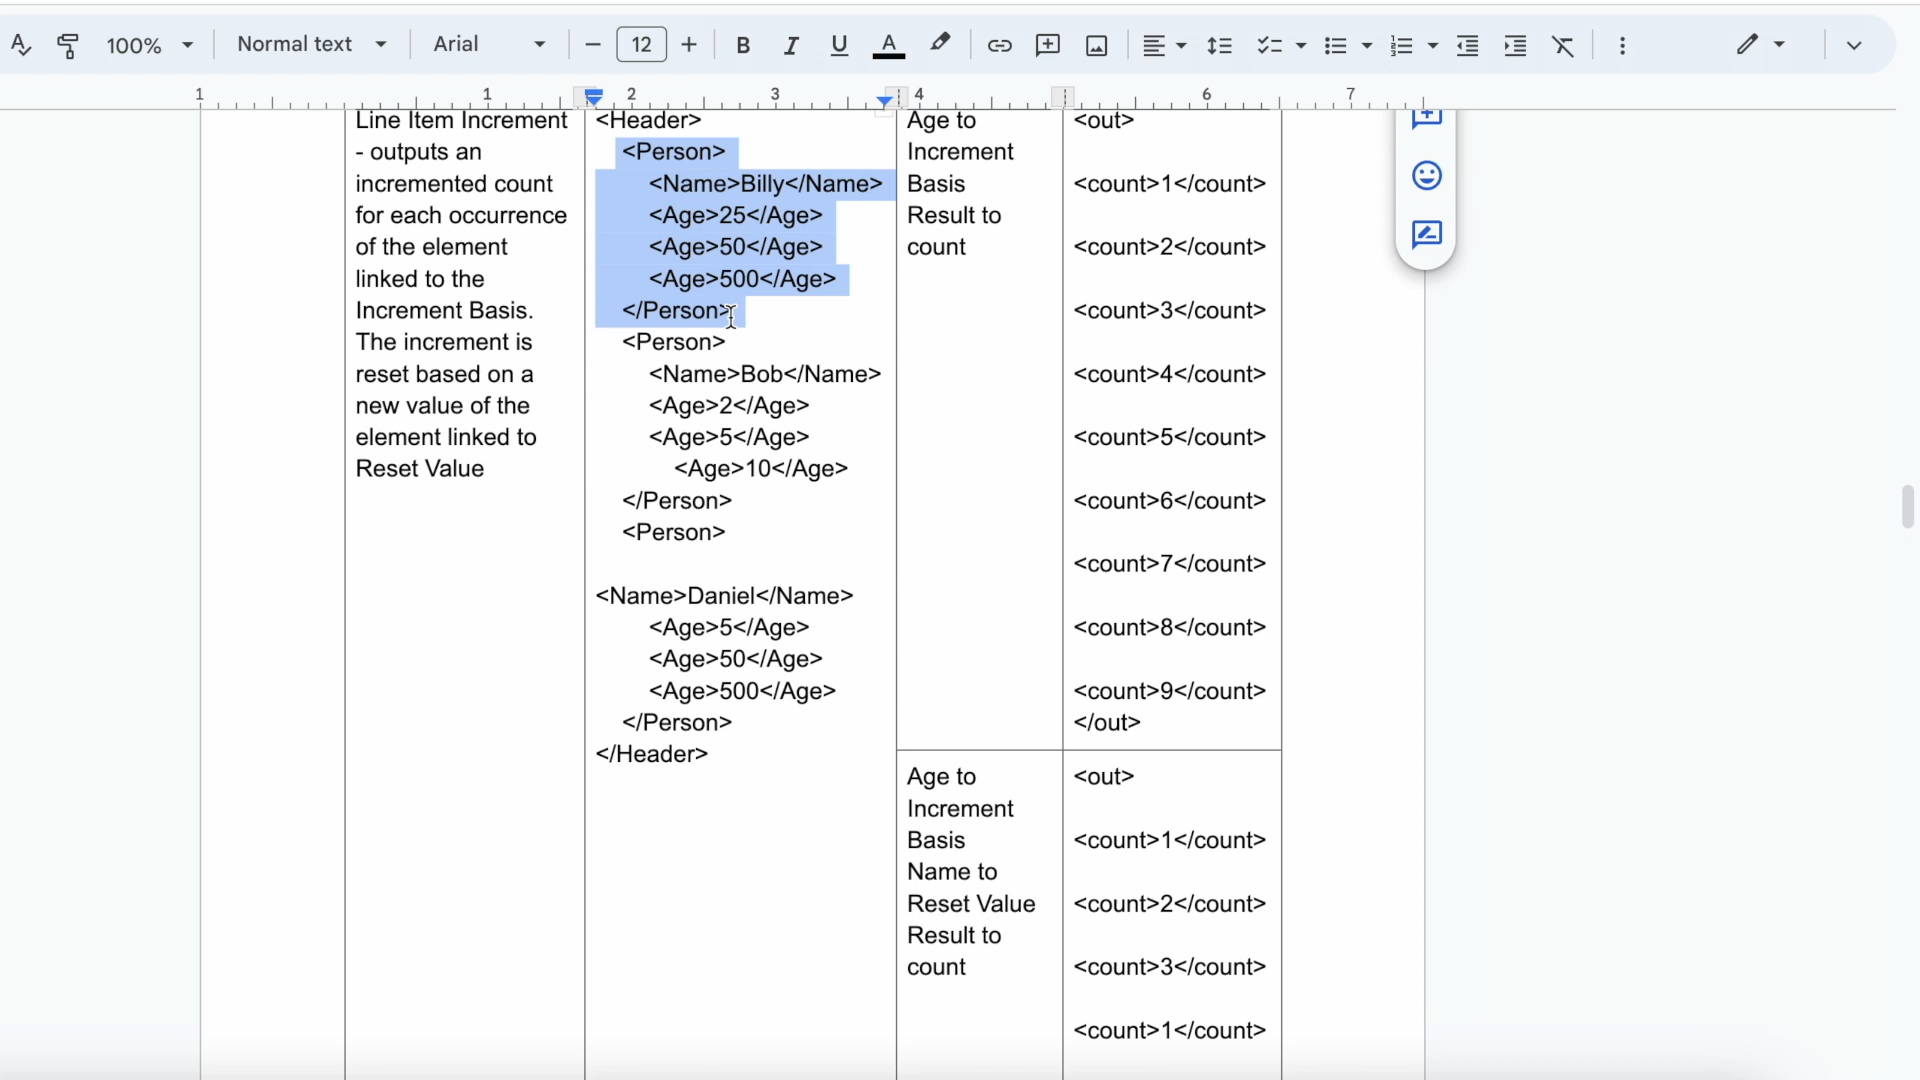 100% Normal text Arial 12
1 1 2 3 4 6 7
Line Item Increment
- outputs an
incremented count
for each occurrence
of the element
linked to the
Increment Basis.
The increment is
reset based on a
new value of the
element linked to
Reset Value
<Header>
<Person>
<Name>Billy</Name>
<Age>25</Age>
<Age>50</Age>
<Age>500</Age>
</Person>
<Person>
<Name>Bob</Name>
<Age>2</Age>
<Age>5</Age>
<Age>10</Age>
</Person>
<Person>
<Name>Daniel</Name>
<Age>5</Age>
<Age>50</Age>
<Age>500</Age>
</Person>
</Header>
Age to
Increment
Basis
Result to
count
<out>
<count>1</count>
<count>2</count>
<count>3</count>
<count>4</count>
<count>5</count>
<count>6</count>
<count>7</count>
<count>8</count>
<count>9</count>
</out>
Age to
Increment
Basis
Name to
Reset Value
Result to
count
<out>
<count>1</count>
<count>2</count>
<count>3</count>
<count>1</count>